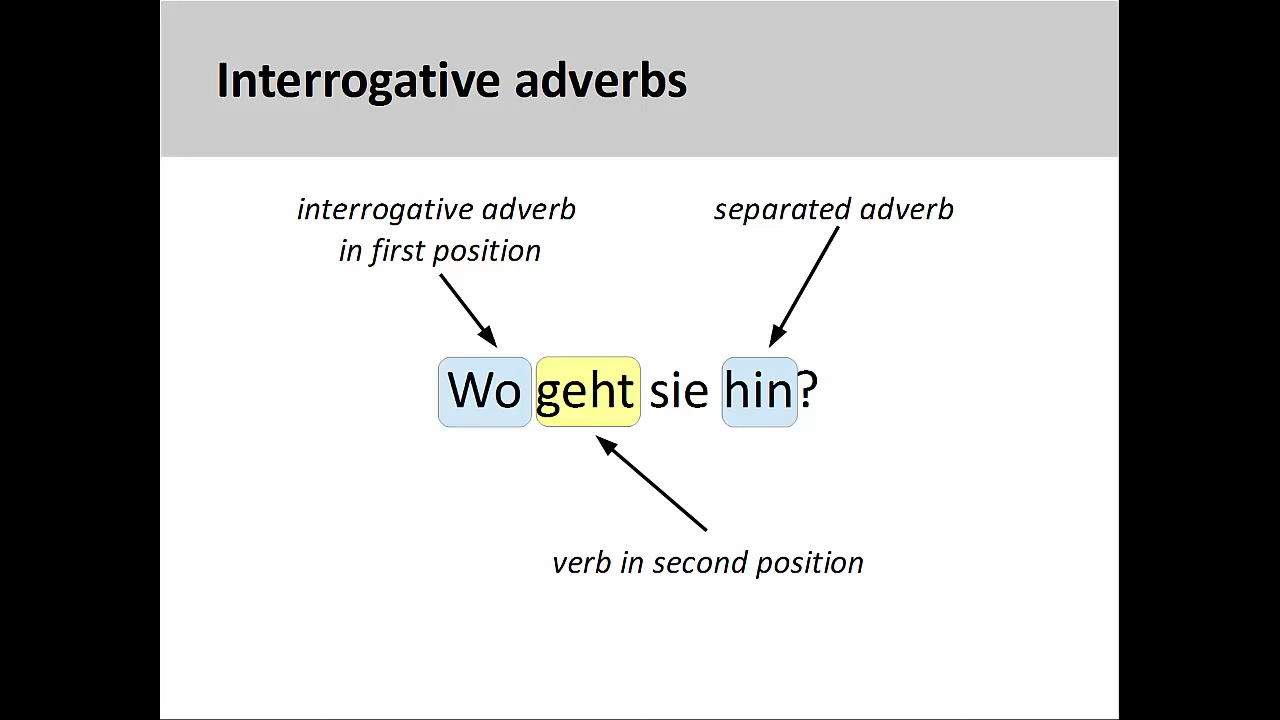 Interrogative adverbs
interrogative adverb
in first position
separated adverb
Wo geht sie hin?
verb in second position